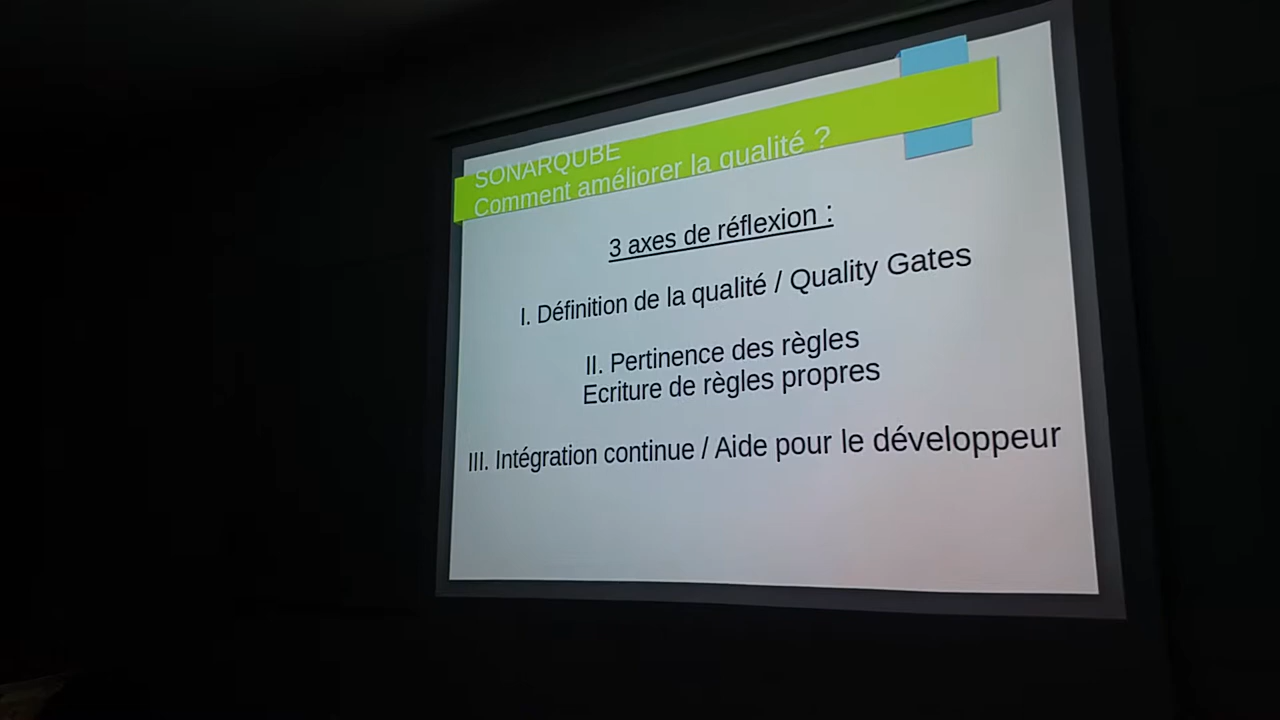 SONARQUBE
Comment améliorer la qualité ?
3 axes de réflexion :
I. Définition de la qualité / Quality Gates
II. Pertinence des règles
Ecriture de règles propres
III. Intégration continue / Aide pour le développeur